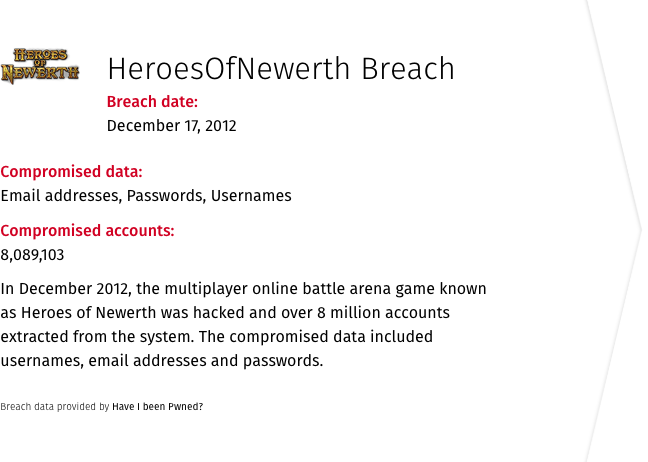 HEROES
OF
NEWERTH
HeroesOfNewerth Breach
Breach date:
December 17, 2012
Compromised data:
Email addresses, Passwords, Usernames
Compromised accounts:
8,089,103
In December 2012, the multiplayer online battle arena game known
as Heroes of Newerth was hacked and over 8 million accounts
extracted from the system. The compromised data included
usernames, email addresses and passwords.
Breach data provided by Have I been Pwned?